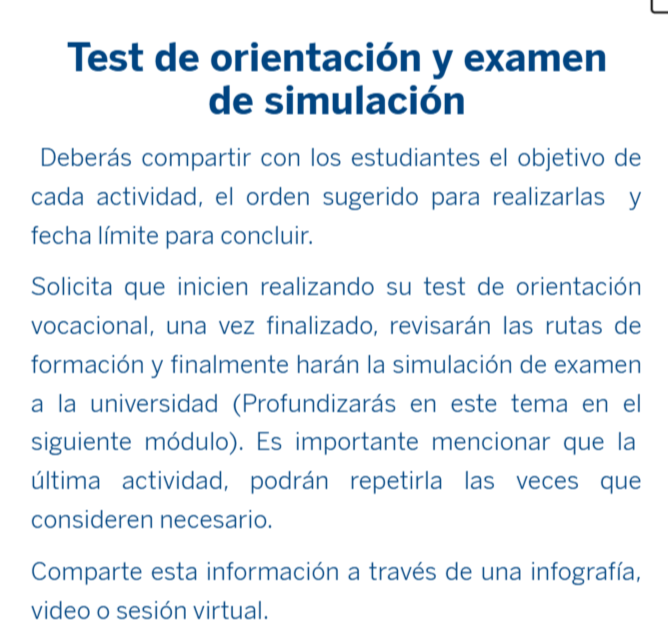 Test de orientación y examen
de simulación
Deberás compartir con los estudiantes el objetivo de
cada actividad, el orden sugerido para realizarlas y
fecha límite para concluir.
Solicita que inicien realizando su test de orientación
vocacional, una vez finalizado, revisarán las rutas de
formación y finalmente harán la simulación de examen
a la universidad (Profundizarás en este tema en el
siguiente módulo). Es importante mencionar que la
última actividad, podrán repetirla las veces que
consideren necesario.
Comparte esta información a través de una infografía,
video o sesión virtual.